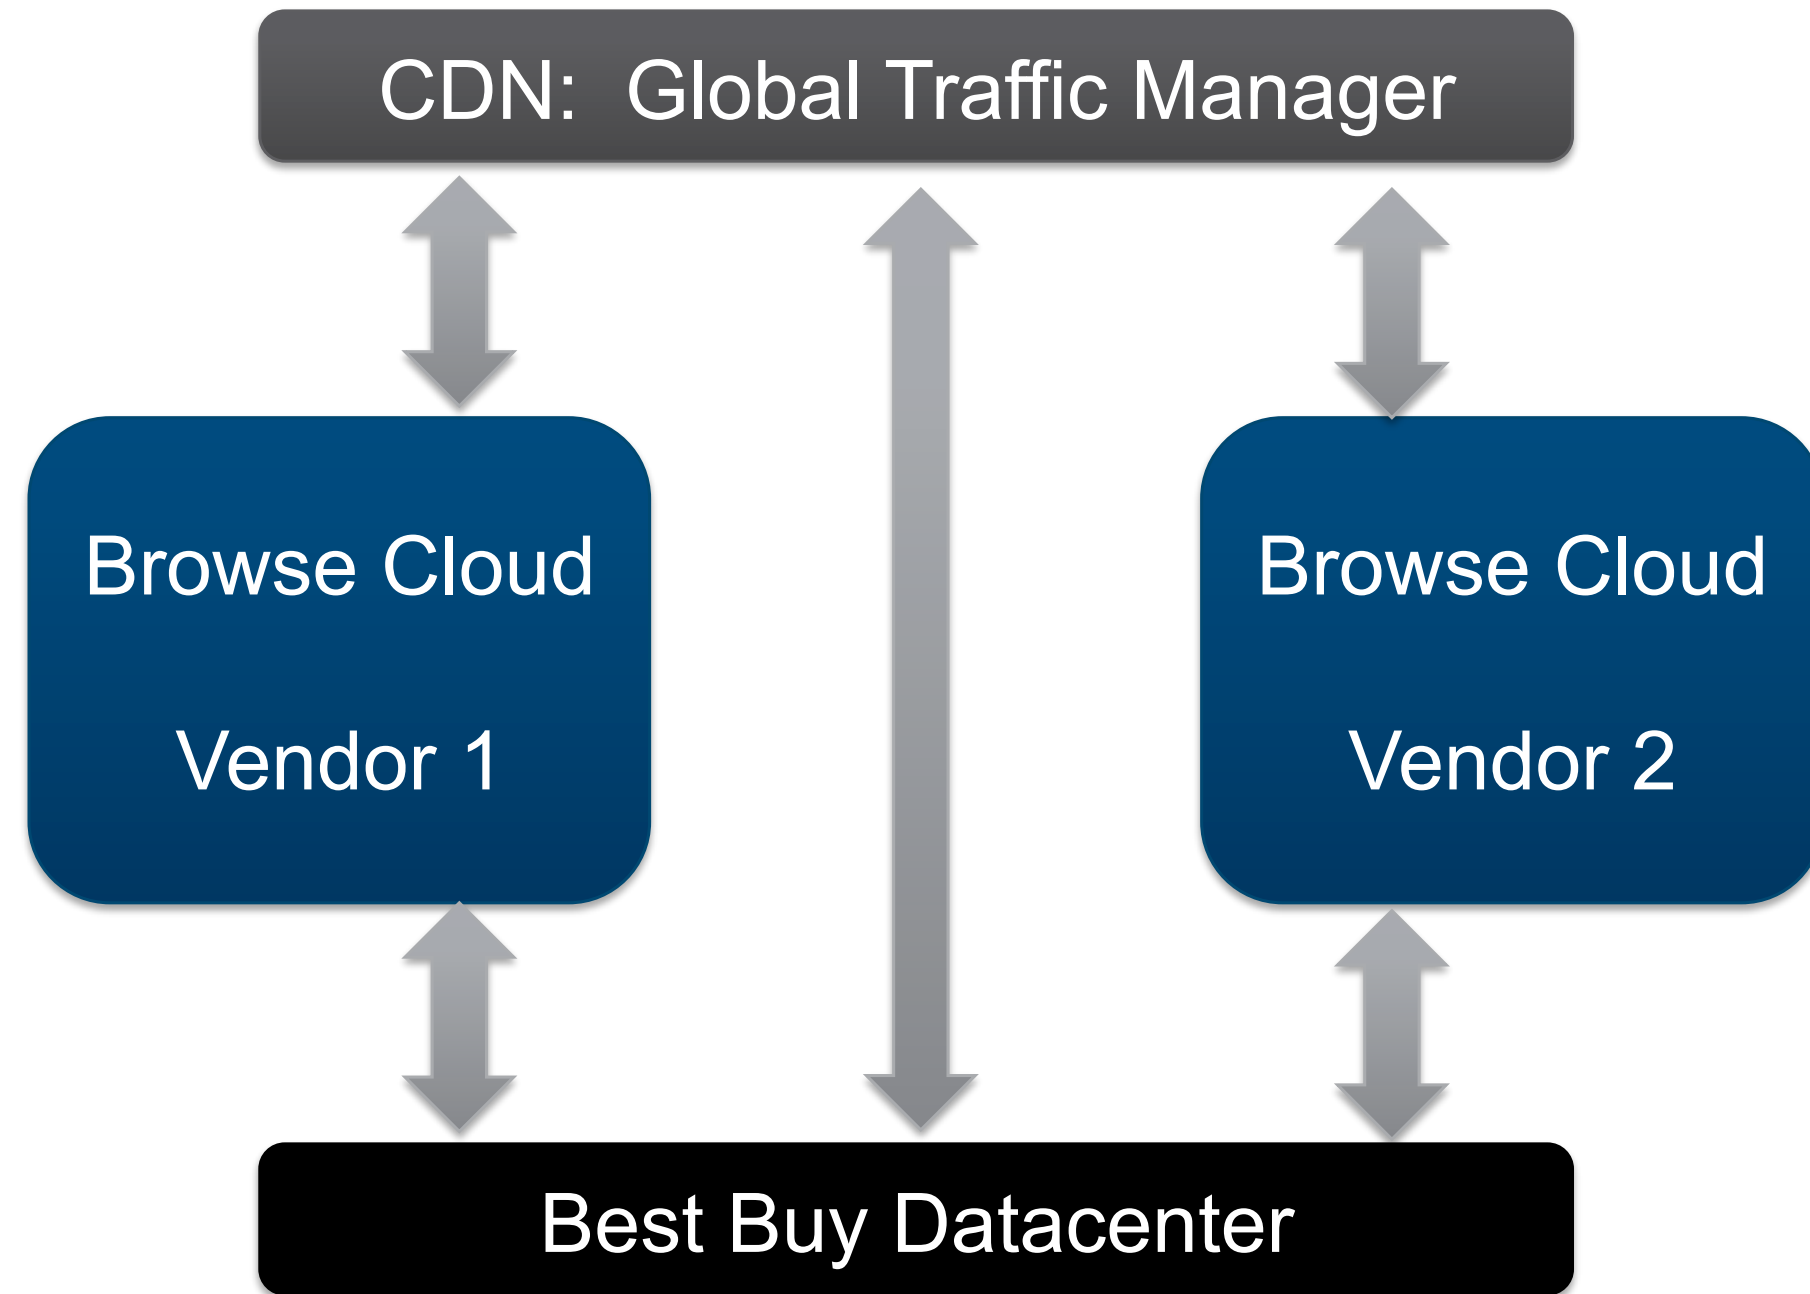 CDN:  Global Traffic Manager
Browse Cloud
Vendor 1
Browse Cloud
Vendor 2
Best Buy Datacenter